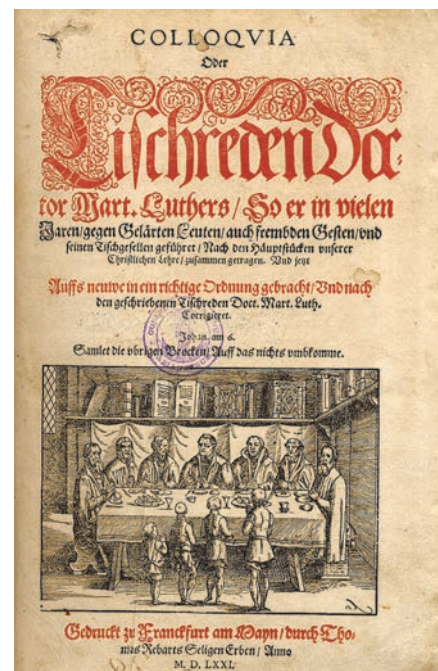 COLLOQVIA
Oder
Tischreden Doc-
tor Mart. Luthers / So er in vielen
Jaren / gegen Gelärten Leuten / auch frembden Gesten / vnd
seinen Tischgesellen geführet / Nach den Häuptstücken vnserer
Christlichen Lehre / zusammen getragen. Vnd jetzt
Auffs neuwe in ein richtige Ordnung gebracht / Vnd nach
den geschriebenen Tischreden Doct. Mart. Luth.
Corrigieret.
Johan. am 6.
Samlet die vbrigen Brocken / Auff das nichts vmbkomme.
Gedruckt zu Franckfurt am Mayn / durch Tho-
mas Rebarts Seligen Erben / Anno
M. D. LXXI.